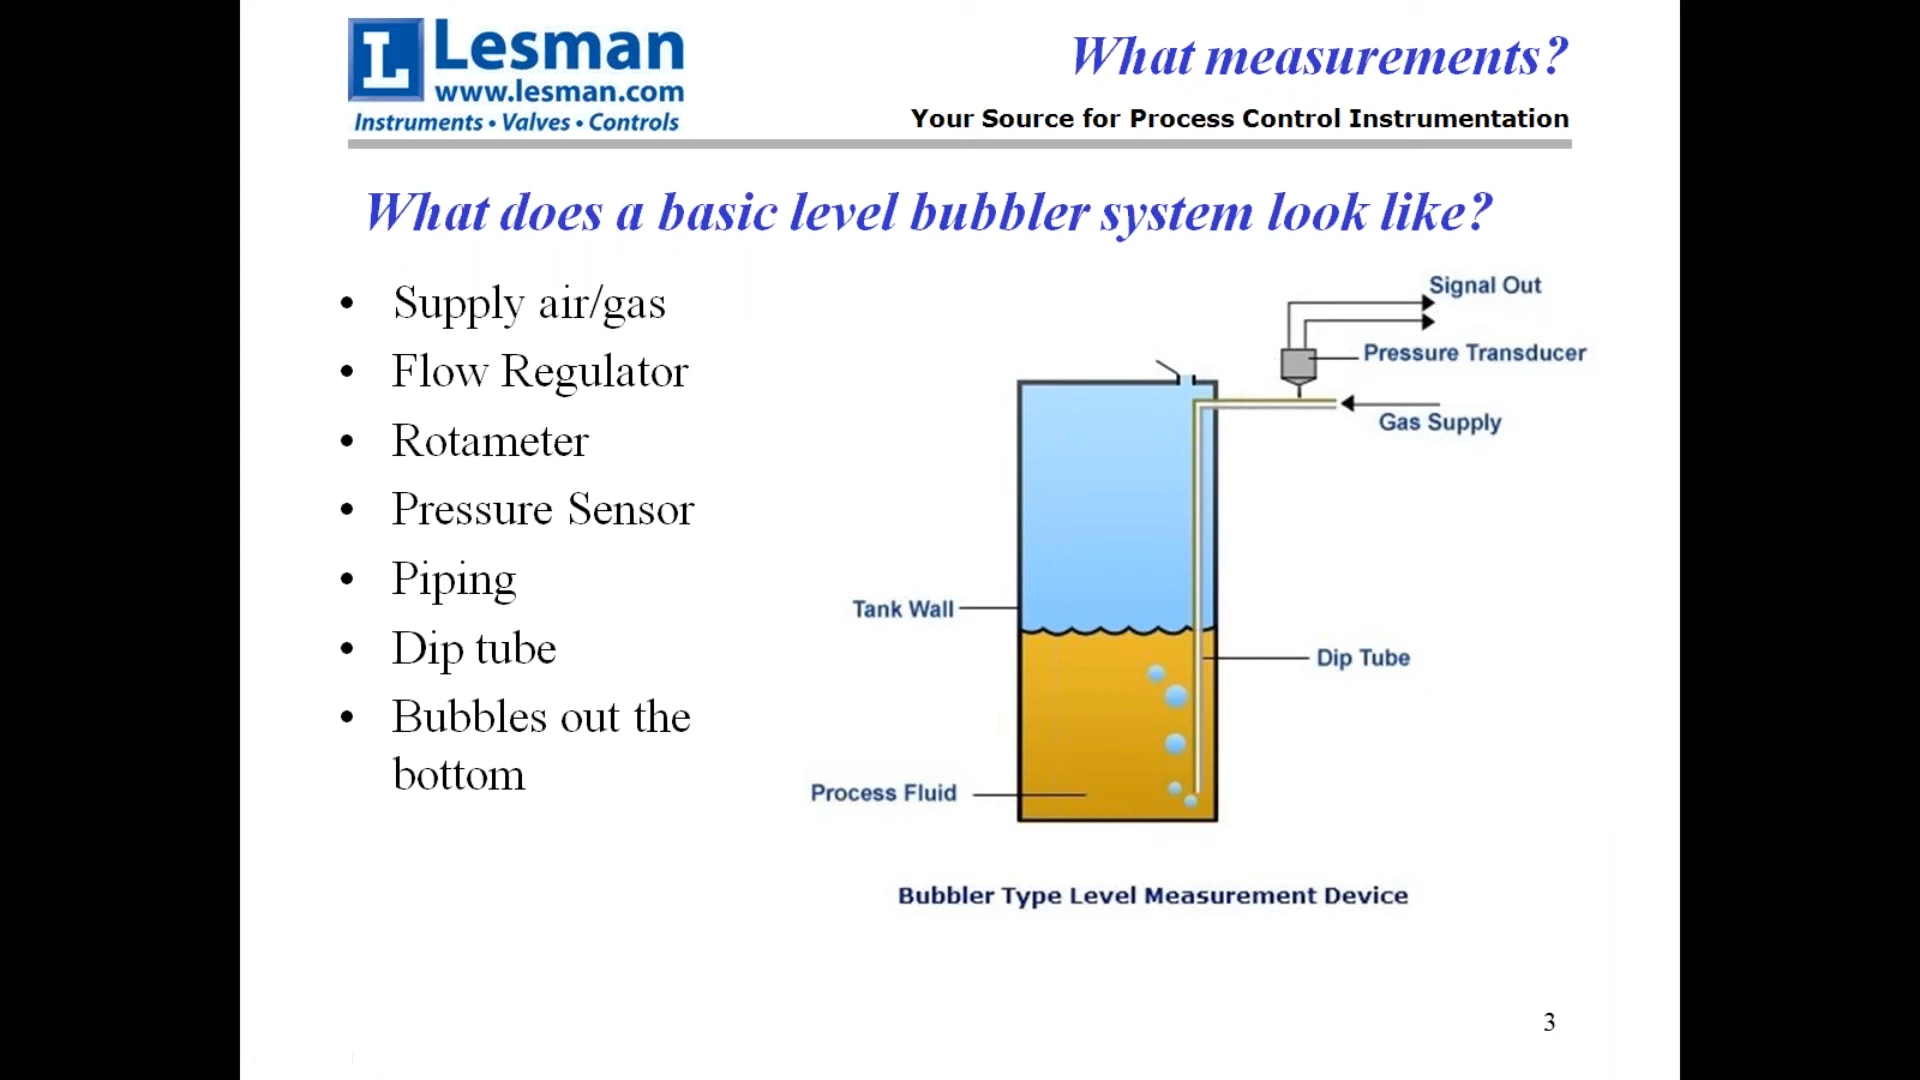 L Lesman
www.lesman.com
Instruments • Valves • Controls
What measurements?
Your Source for Process Control Instrumentation
What does a basic level bubbler system look like?
• Supply air/gas
• Flow Regulator
• Rotameter
• Pressure Sensor
• Piping
• Dip tube
• Bubbles out the
bottom
Signal Out
Pressure Transducer
Gas Supply
Tank Wall
Dip Tube
Process Fluid
Bubbler Type Level Measurement Device
3